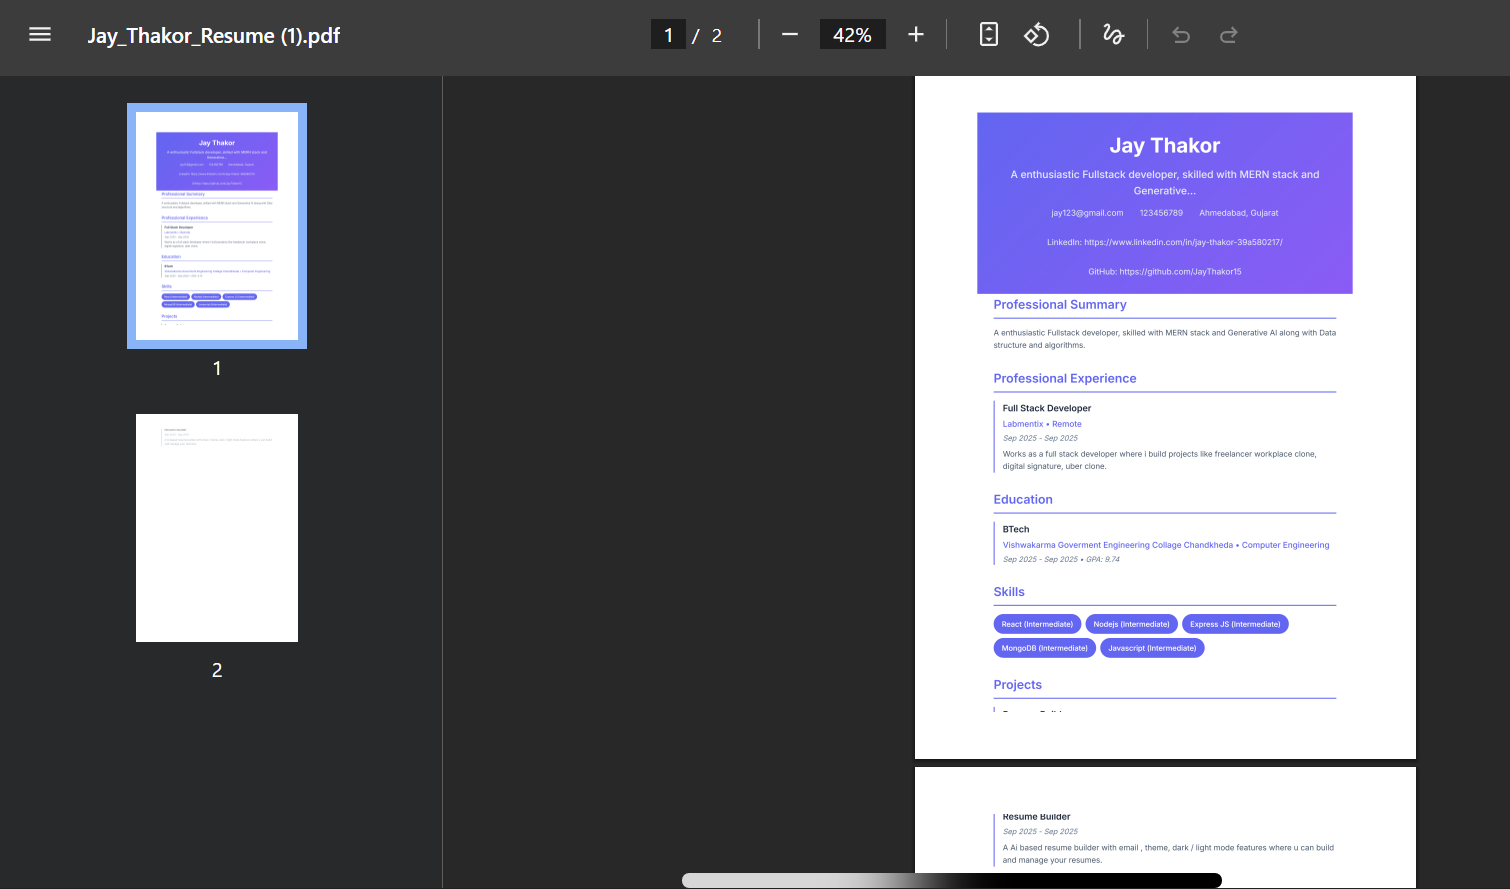 Jay_Thakor_Resume (1).pdf
1 / 2
42%
Jay Thakor
A enthusiastic Fullstack developer, skilled with MERN stack and
Generative...
jay123@gmail.com 123456789 Ahmedabad, Gujarat
LinkedIn: https://www.linkedin.com/in/jay-thakor-39a580217/
GitHub: https://github.com/JayThakor15
Professional Summary
A enthusiastic Fullstack developer, skilled with MERN stack and Generative AI along with Data
structure and algorithms.
Professional Experience
Full Stack Developer
Labmentix • Remote
Sep 2025 - Sep 2025
Works as a full stack developer where i build projects like freelancer workplace clone,
digital signature, uber clone.
Education
BTech
Vishwakarma Goverment Engineering Collage Chandkheda • Computer Engineering
Sep 2025 - Sep 2025 • GPA: 9.74
Skills
React (Intermediate) Nodejs (Intermediate) Express JS (Intermediate)
MongoDB (Intermediate) Javascript (Intermediate)
Projects
Resume Builder
Sep 2025 - Sep 2025
A Ai based resume builder with email , theme, dark / light mode features where u can build
and manage your resumes.
1
2